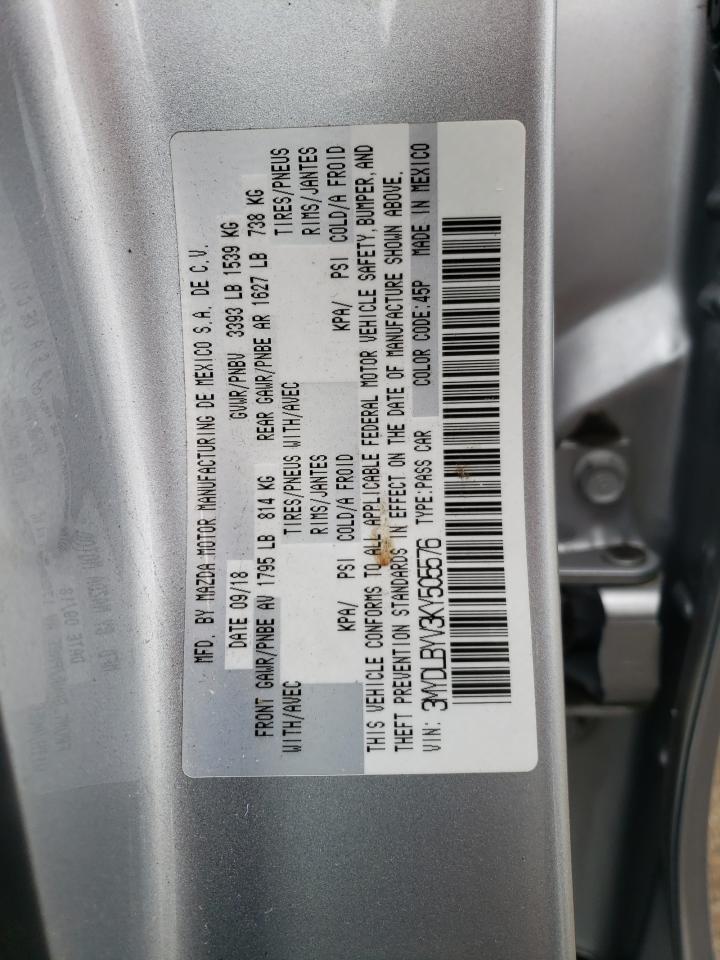 MFD. BY MAZDA MOTOR MANUFACTURING DE MEXICO S.A. DE C.V.
DATE 09/18 GVWR/PNBV 3393 LB 1539 KG
FRONT GAWR/PNBE AV 1795 LB 814 KG REAR GAWR/PNBE AR 1627 LB 738 KG
WITH/AVEC TIRES/PNEUS WITH/AVEC TIRES/PNEUS
RIMS/JANTES RIMS/JANTES
KPA/ PSI COLD/A FROID KPA/ PSI COLD/A FROID
THIS VEHICLE CONFORMS TO ALL APPLICABLE FEDERAL MOTOR VEHICLE SAFETY, BUMPER, AND
THEFT PREVENTION STANDARDS IN EFFECT ON THE DATE OF MANUFACTURE SHOWN ABOVE.
VIN: 3MYDLBYV3KY505576 TYPE:PASS CAR COLOR CODE:45P MADE IN MEXICO